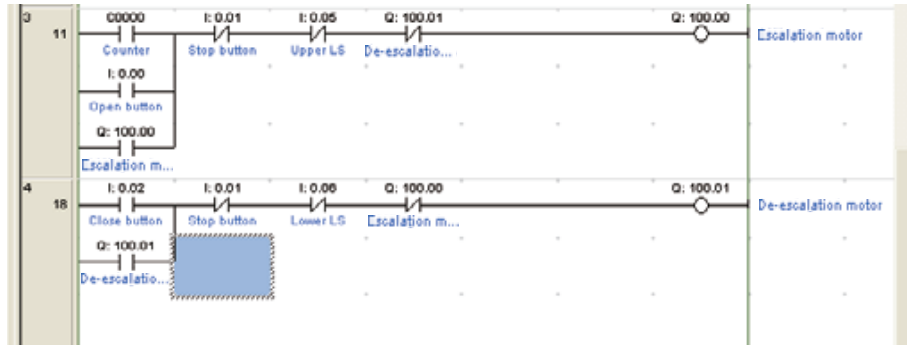 3 C0000 I: 0.01 I: 0.05 Q: 100.01 Q: 100.00
11 Escalation motor
Counter Stop button Upper LS De-escalatio...
I: 0.00
Open button
Q: 100.00
Escalation m...
4 I: 0.02 I: 0.01 I: 0.06 Q: 100.00 Q: 100.01
18 De-escalation motor
Close button Stop button Lower LS Escalation m...
Q: 100.01
De-escalatio...